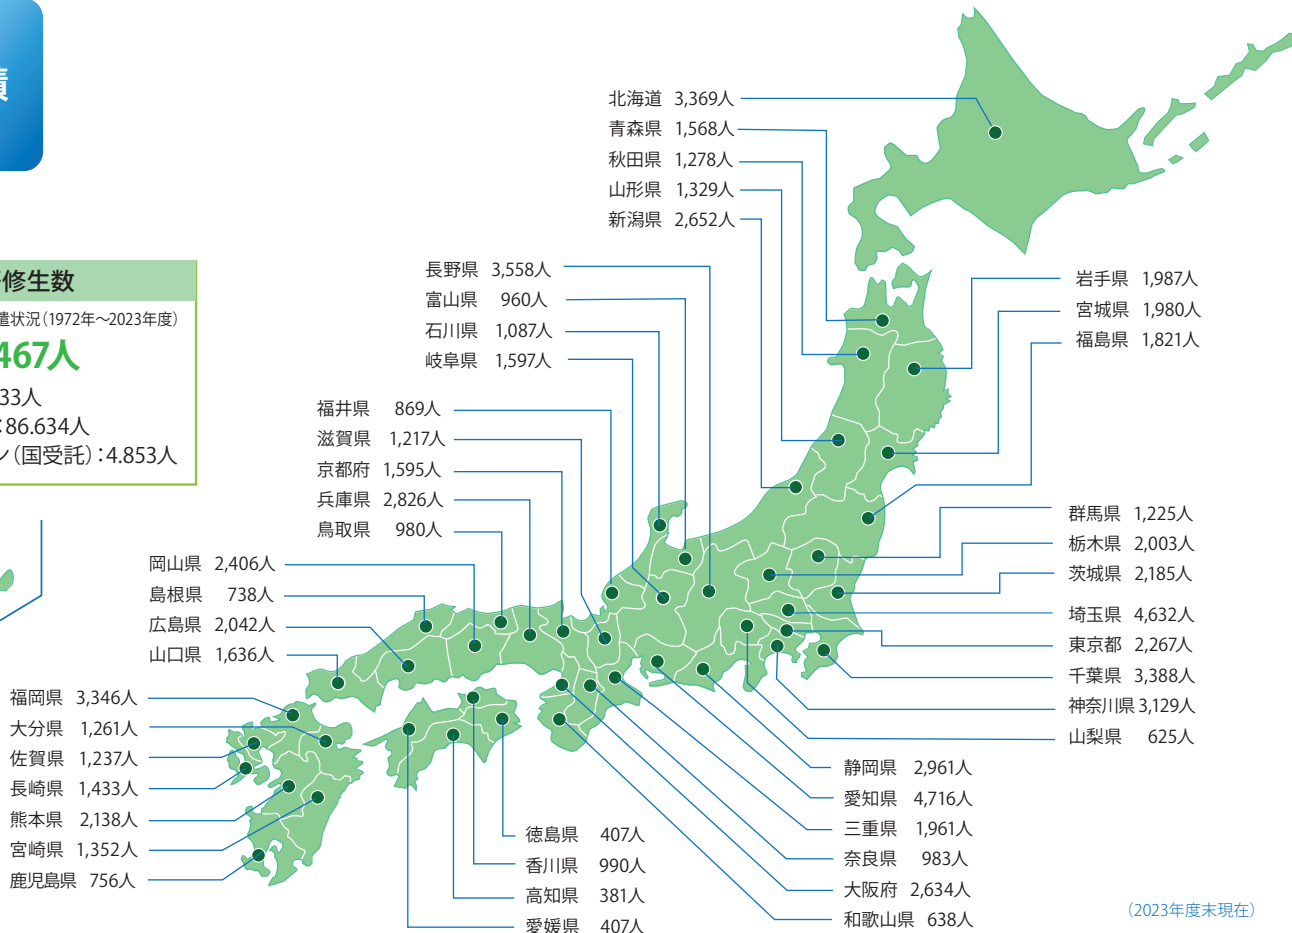 績
修生数
遣状況（1972年～2023年度）
467人
33人
：86.634人
ン（国受託）：4.853人
北海道 3,369人
青森県 1,568人
秋田県 1,278人
山形県 1,329人
新潟県 2,652人
長野県 3,558人
富山県 960人
石川県 1,087人
岐阜県 1,597人
福井県 869人
滋賀県 1,217人
京都府 1,595人
兵庫県 2,826人
鳥取県 980人
岡山県 2,406人
島根県 738人
広島県 2,042人
山口県 1,636人
福岡県 3,346人
大分県 1,261人
佐賀県 1,237人
長崎県 1,433人
熊本県 2,138人
宮崎県 1,352人
鹿児島県 756人
岩手県 1,987人
宮城県 1,980人
福島県 1,821人
群馬県 1,225人
栃木県 2,003人
茨城県 2,185人
埼玉県 4,632人
東京都 2,267人
千葉県 3,388人
神奈川県 3,129人
山梨県 625人
静岡県 2,961人
愛知県 4,716人
三重県 1,961人
奈良県 983人
大阪府 2,634人
和歌山県 638人
徳島県 407人
香川県 990人
高知県 381人
愛媛県 407人
（2023年度末現在）